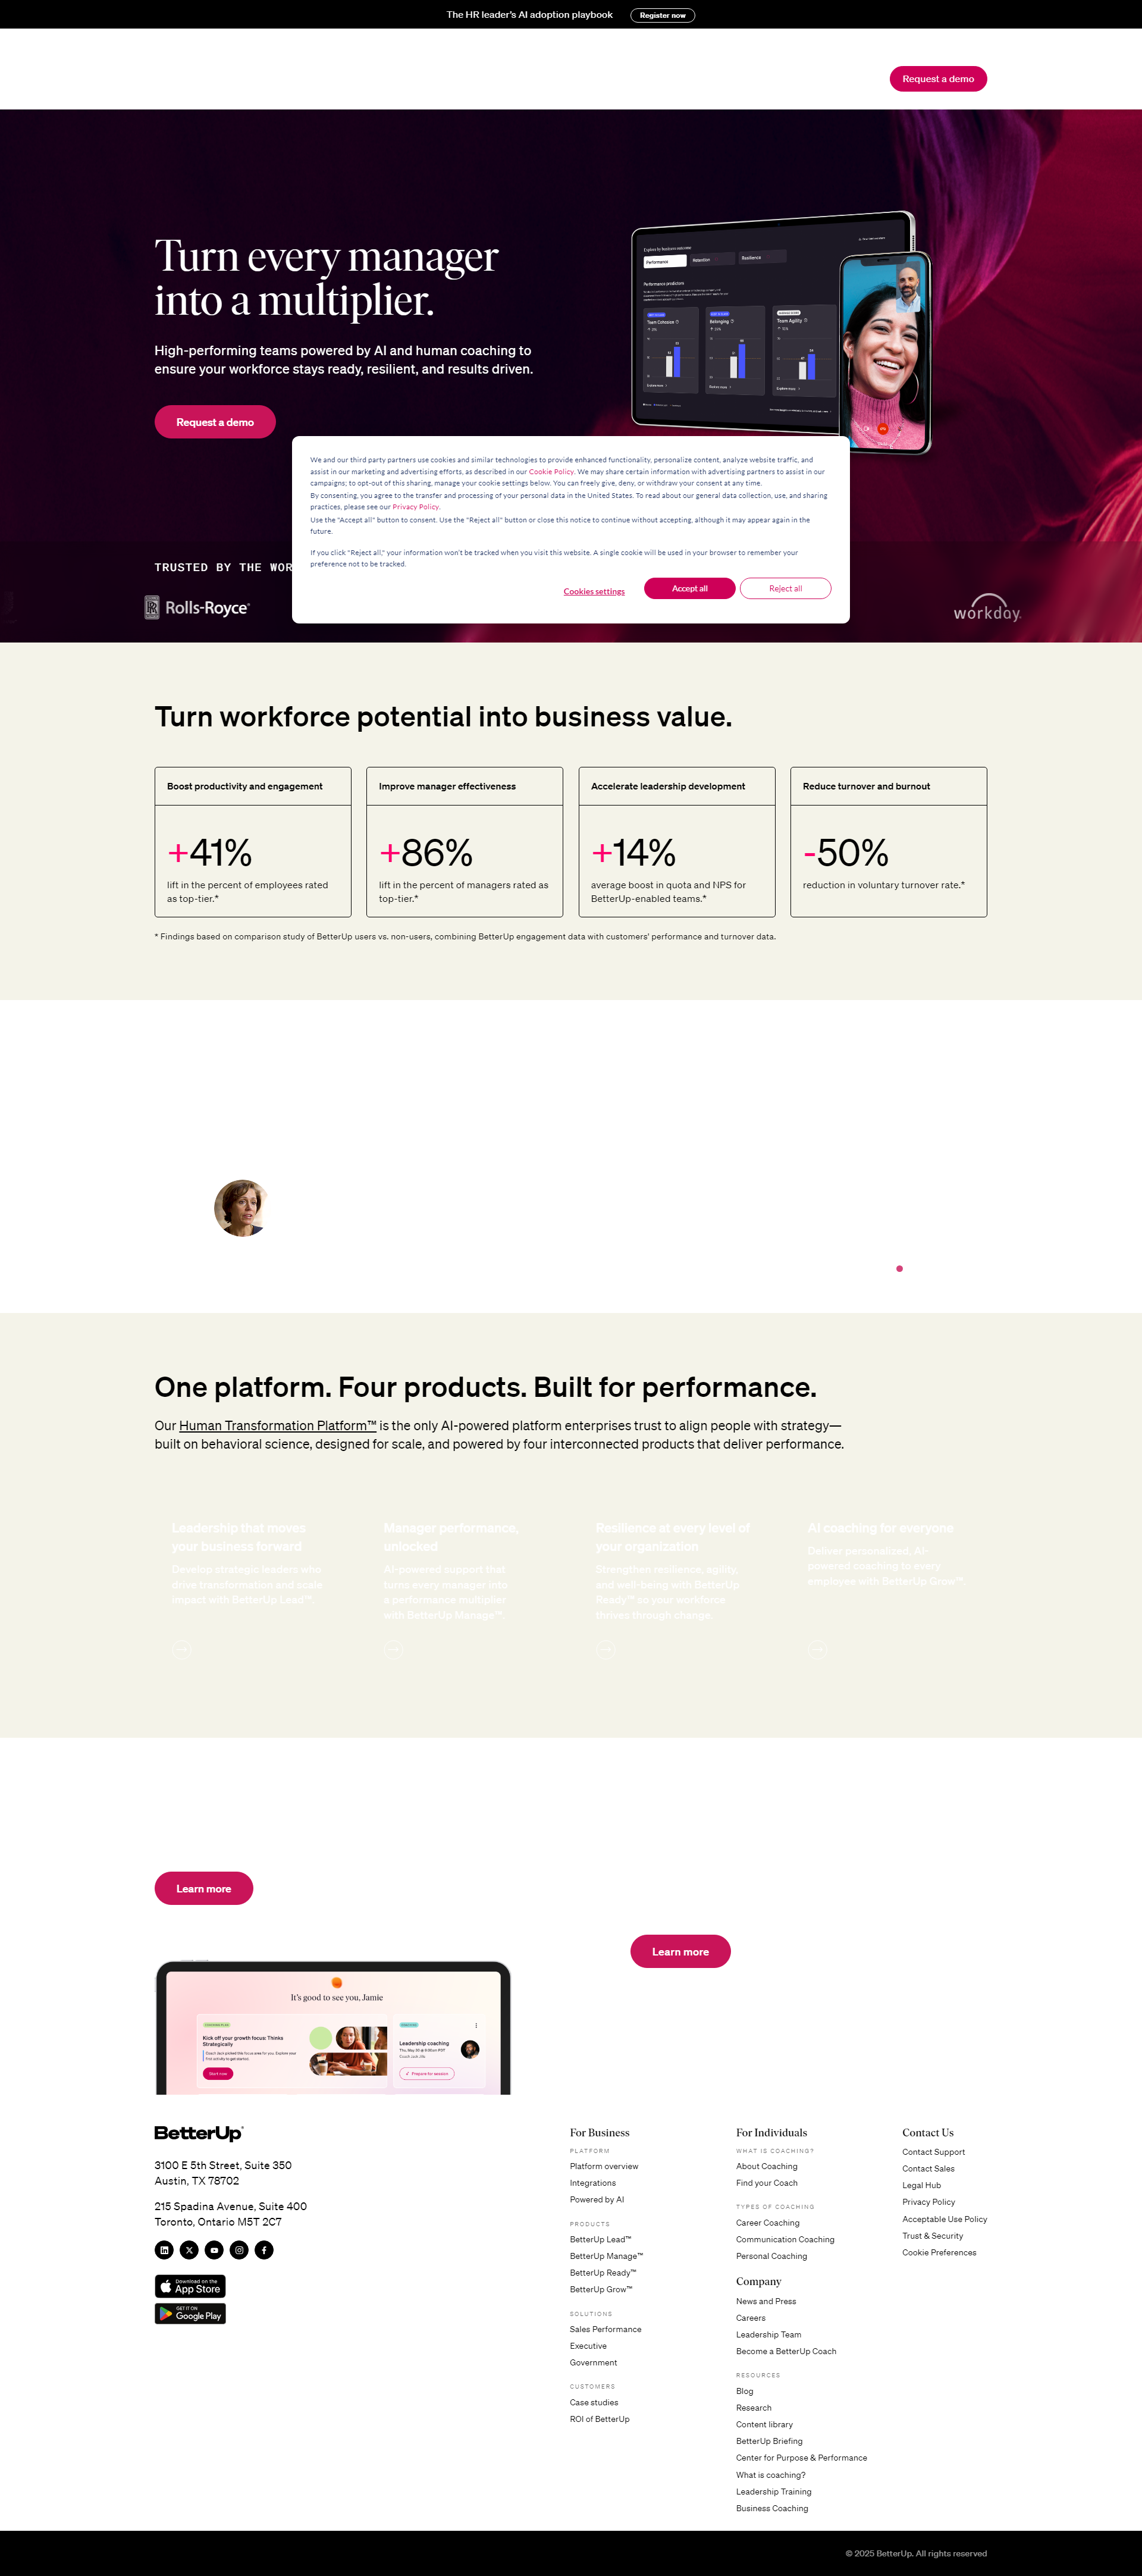 The HR leader's AI adoption playbook
Register now
Request a demo
Turn every manager
into a multiplier.
High-performing teams powered by AI and human coaching to
ensure your workforce stays ready, resilient, and results driven.
Request a demo
Explore by business outcome
Performance
Retention
Resilience
Performance predictors
Team Cohesion
Belonging
Team Agility
We and our third party partners use cookies and similar technologies to provide enhanced functionality, personalize content, analyze website traffic, and
assist in our marketing and advertising efforts, as described in our Cookie Policy. We may share certain information with advertising partners to assist in our
campaigns; to opt-out of this sharing, manage your cookie settings below. You can freely give, deny, or withdraw your consent at any time.
By consenting, you agree to the transfer and processing of your personal data in the United States. To read about our general data collection, use, and sharing
practices, please see our Privacy Policy.
Use the "Accept all" button to consent. Use the "Reject all" button or close this notice to continue without accepting, although it may appear again in the
future.
If you click "Reject all," your information won't be tracked when you visit this website. A single cookie will be used in your browser to remember your
preference not to be tracked.
Cookies settings
Accept all
Reject all
TRUSTED BY THE WOR
Rolls-Royce
workday
Turn workforce potential into business value.
Boost productivity and engagement
+41%
lift in the percent of employees rated
as top-tier.*
Improve manager effectiveness
+86%
lift in the percent of managers rated as
top-tier.*
Accelerate leadership development
+14%
average boost in quota and NPS for
BetterUp-enabled teams.*
Reduce turnover and burnout
-50%
reduction in voluntary turnover rate.*
* Findings based on comparison study of BetterUp users vs. non-users, combining BetterUp engagement data with customers' performance and turnover data.
One platform. Four products. Built for performance.
Our Human Transformation Platform™ is the only AI-powered platform enterprises trust to align people with strategy—
built on behavioral science, designed for scale, and powered by four interconnected products that deliver performance.
Leadership that moves
your business forward
Develop strategic leaders who
drive transformation and scale
impact with BetterUp Lead™.
Manager performance,
unlocked
AI-powered support that
turns every manager into
a performance multiplier
with BetterUp Manage™
Resilience at every level of
your organization
Strengthen resilience, agility,
and well-being with BetterUp
Ready™ so your workforce
thrives through change.
AI coaching for everyone
Deliver personalized, AI-
powered coaching to every
employee with BetterUp Grow™.
Learn more
Learn more
It's good to see you, Jamie
Kick off your growth focus: Thinks
Strategically
Start now
Leadership coaching
Prepare for session
BetterUp
3100 E 5th Street, Suite 350
Austin, TX 78702
215 Spadina Avenue, Suite 400
Toronto, Ontario M5T 2C7
Download on the
App Store
GET IT ON
Google Play
For Business
PLATFORM
Platform overview
Integrations
Powered by AI
PRODUCTS
BetterUp Lead™
BetterUp Manage™
BetterUp Ready™
BetterUp Grow™
SOLUTIONS
Sales Performance
Executive
Government
CUSTOMERS
Case studies
ROI of BetterUp
For Individuals
WHAT IS COACHING?
About Coaching
Find your Coach
TYPES OF COACHING
Career Coaching
Communication Coaching
Personal Coaching
Company
News and Press
Careers
Leadership Team
Become a BetterUp Coach
RESOURCES
Blog
Research
Content library
BetterUp Briefing
Center for Purpose & Performance
What is coaching?
Leadership Training
Business Coaching
Contact Us
Contact Support
Contact Sales
Legal Hub
Privacy Policy
Acceptable Use Policy
Trust & Security
Cookie Preferences
© 2025 BetterUp. All rights reserved